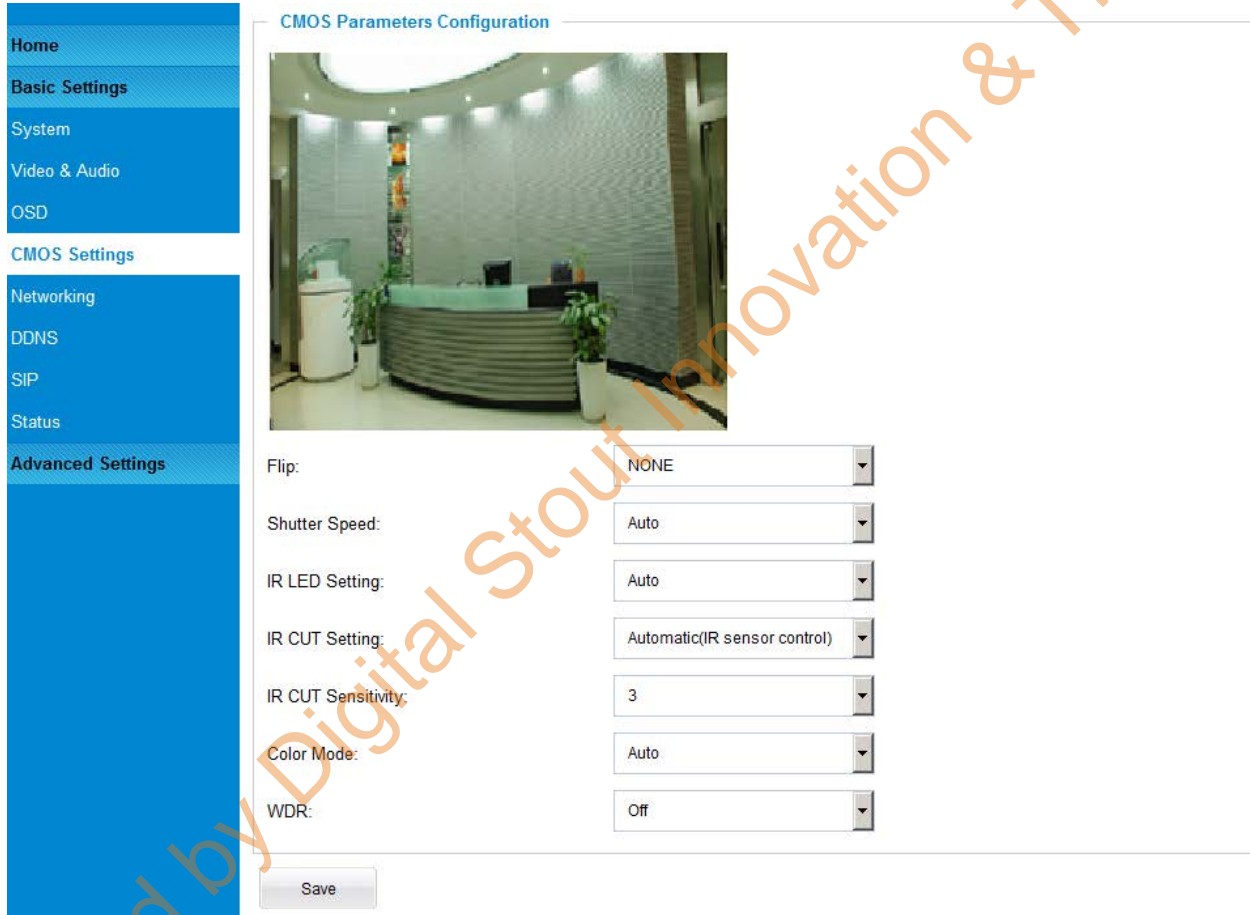 CMOS Parameters Configuration
Home
Basic Settings
System
Video & Audio
OSD
CMOS Settings
Networking
DDNS
SIP
Status
Advanced Settings
Flip: NONE
Shutter Speed: Auto
IR LED Setting: Auto
IR CUT Setting: Automatic(IR sensor control)
IR CUT Sensitivity: 3
Color Mode: Auto
WDR: Off
Save
by Digital Stout Innovation &